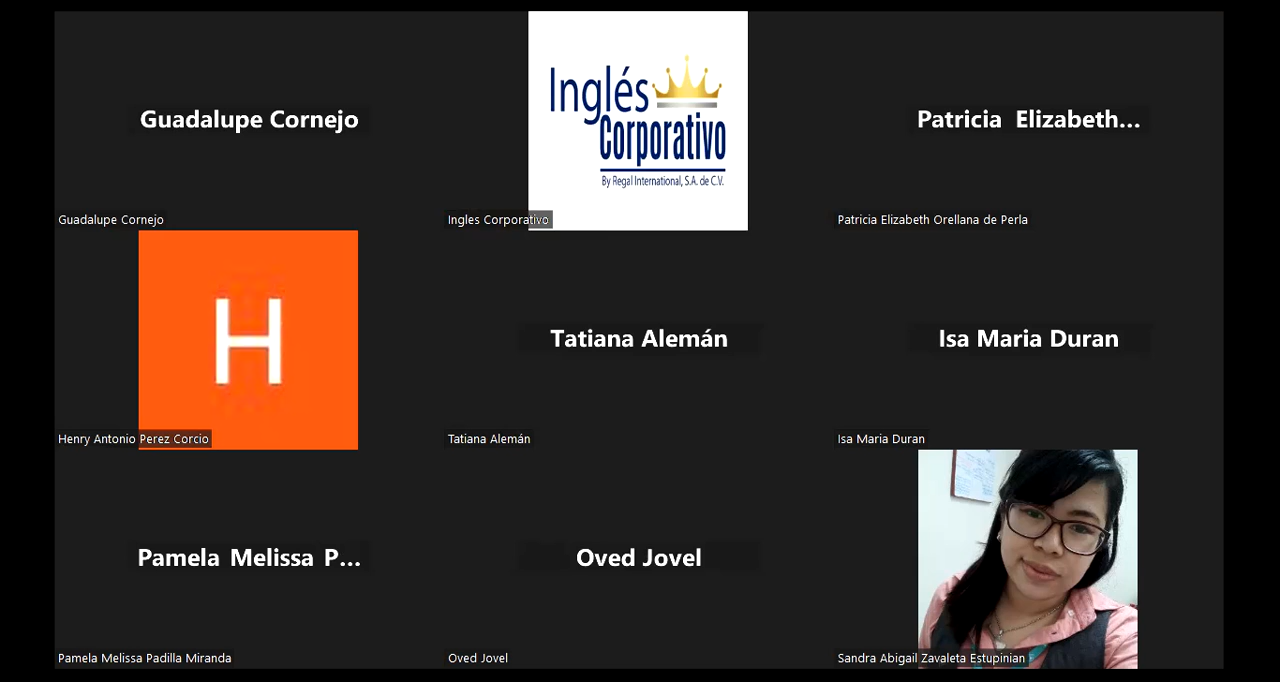 Guadalupe Cornejo
Guadalupe Cornejo
Inglés
Corporativo
By Regal International, S.A. de C.V.
Ingles Corporativo
Patricia Elizabeth...
Patricia Elizabeth Orellana de Perla
H
Henry Antonio Perez Corcio
Tatiana Alemán
Tatiana Alemán
Isa Maria Duran
Isa Maria Duran
Pamela Melissa P...
Pamela Melissa Padilla Miranda
Oved Jovel
Oved Jovel
Sandra Abigail Zavaleta Estupinian